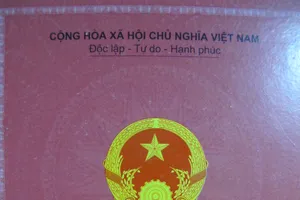 CỘNG HÒA XÃ HỘI CHỦ NGHĨA VIỆT NAM
Độc lập - Tự do - Hạnh phúc